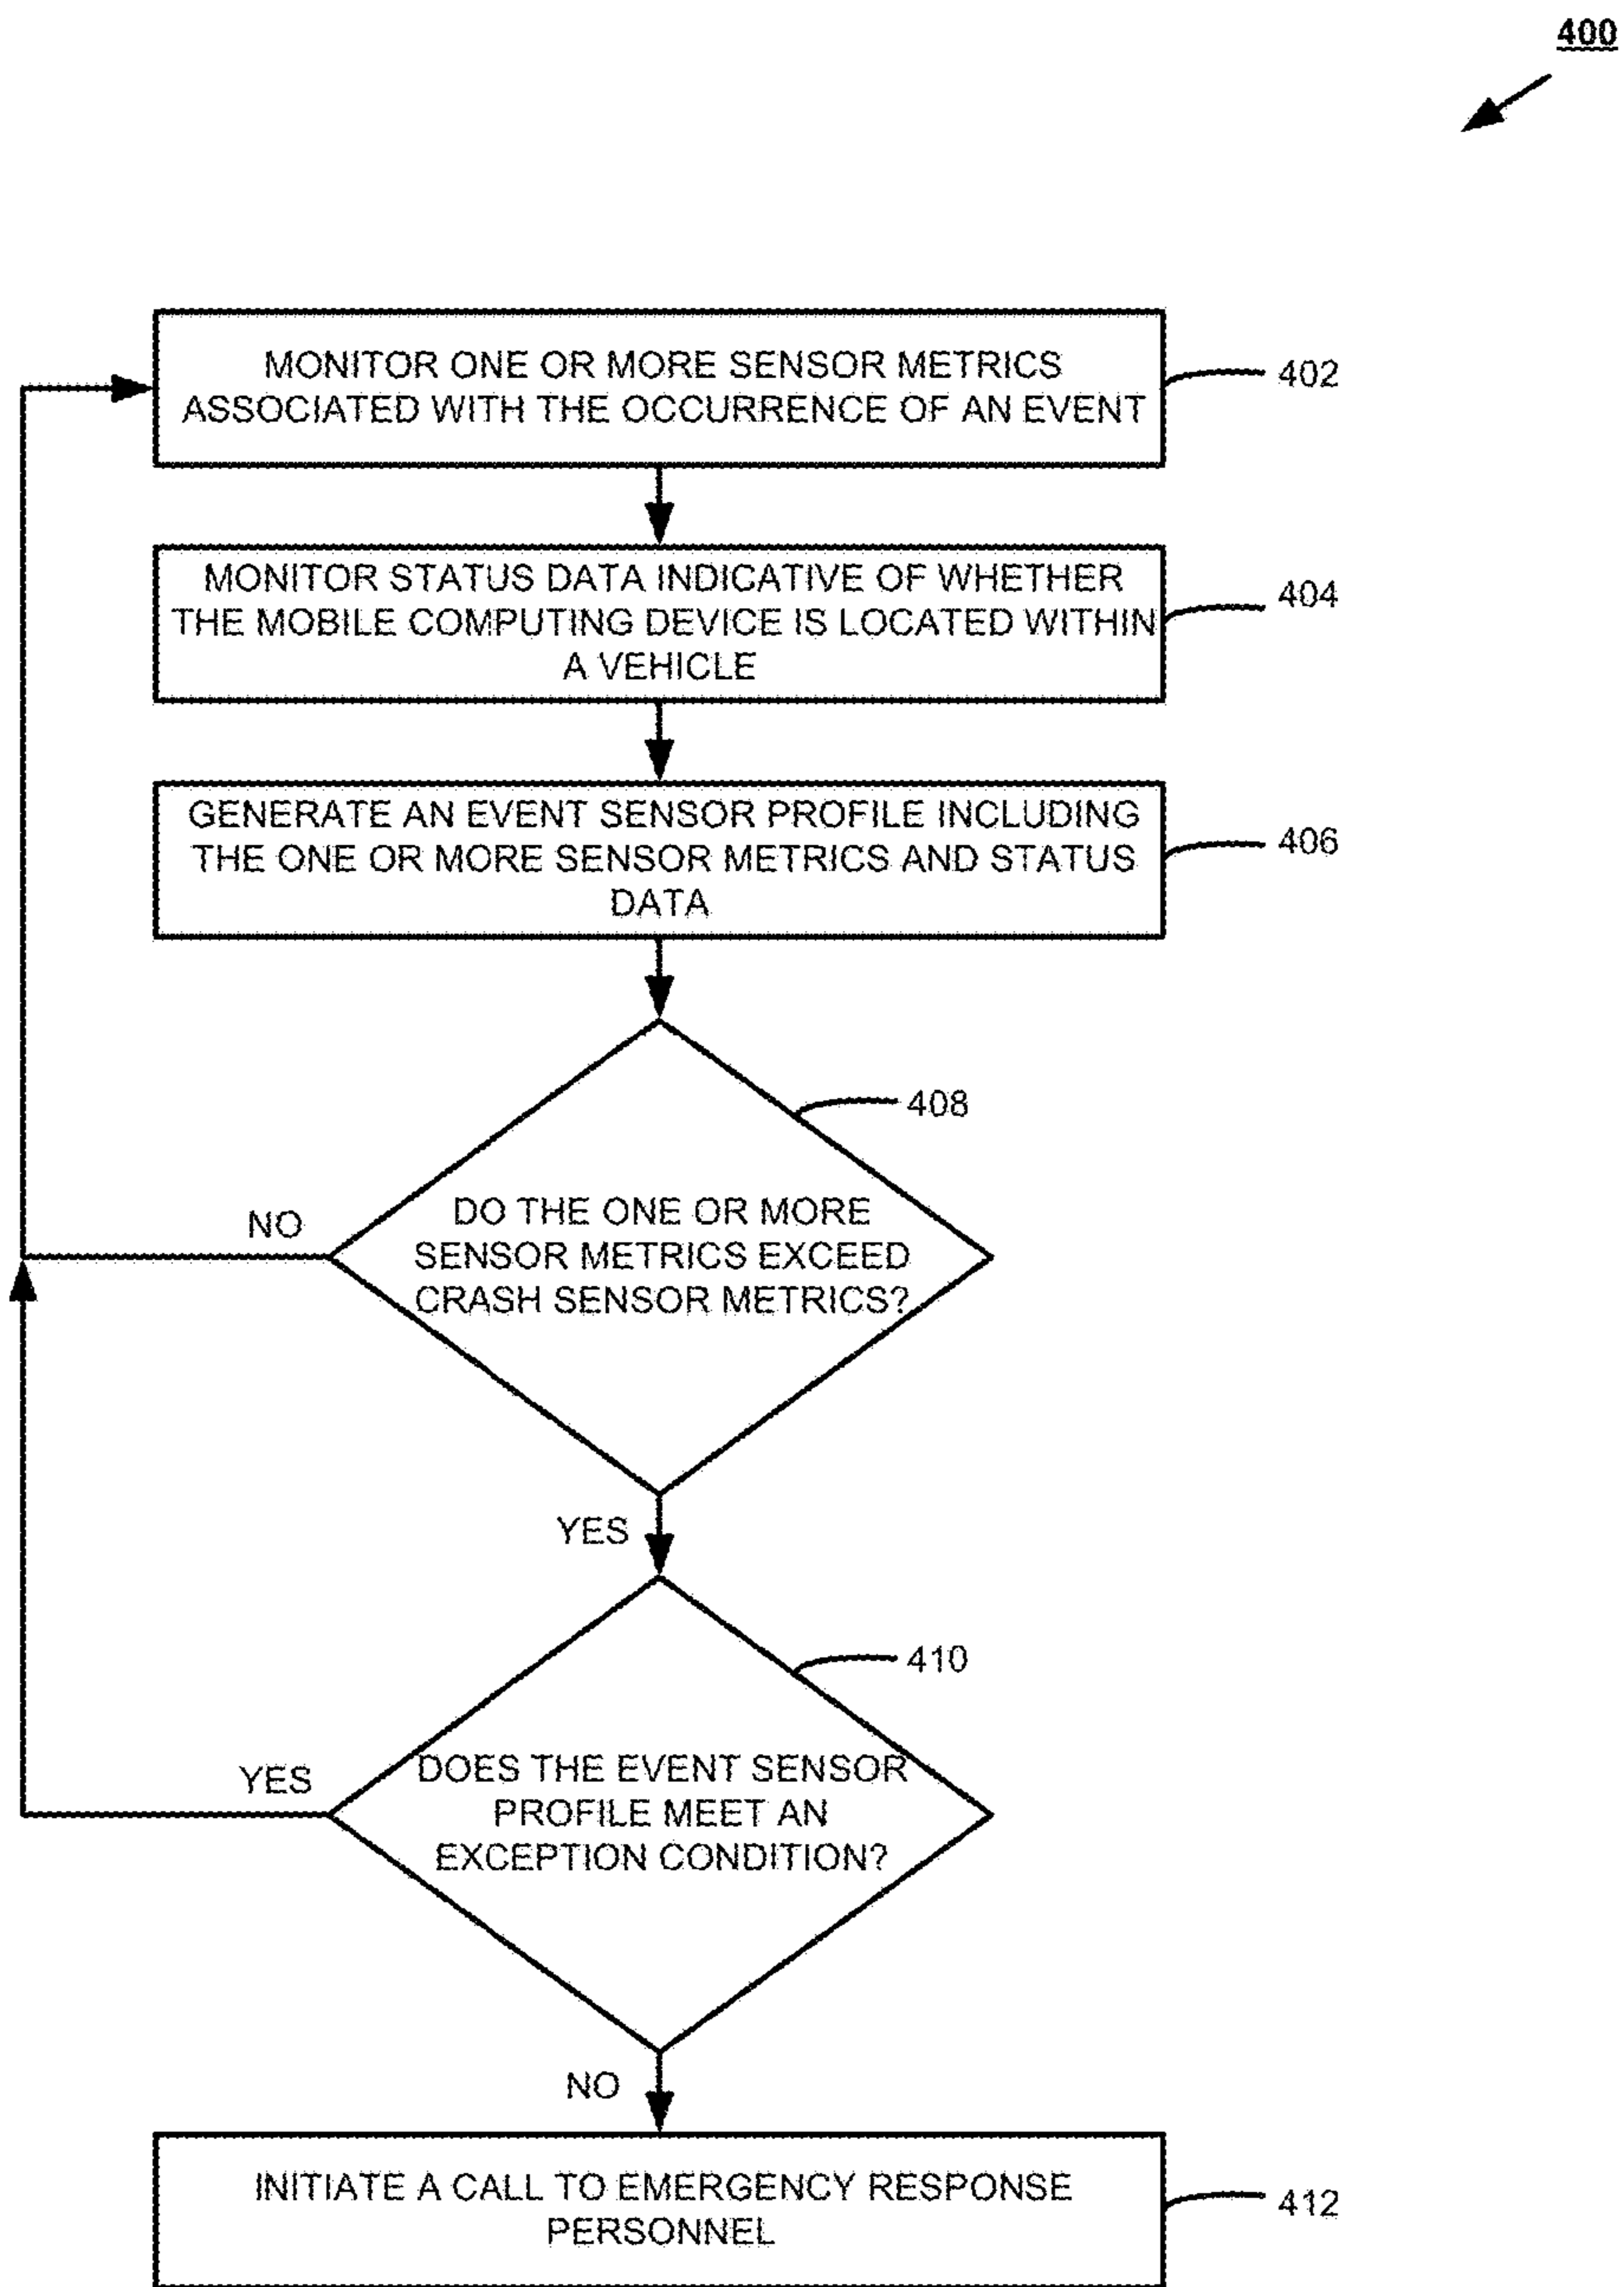 400
MONITOR ONE OR MORE SENSOR METRICS
ASSOCIATED WITH THE OCCURRENCE OF AN EVENT
402
MONITOR STATUS DATA INDICATIVE OF WHETHER
THE MOBILE COMPUTING DEVICE IS LOCATED WITHIN
A VEHICLE
404
GENERATE AN EVENT SENSOR PROFILE INCLUDING
THE ONE OR MORE SENSOR METRICS AND STATUS
DATA
406
408
NO
DO THE ONE OR MORE
SENSOR METRICS EXCEED
CRASH SENSOR METRICS?
YES
410
YES
DOES THE EVENT SENSOR
PROFILE MEET AN
EXCEPTION CONDITION?
NO
INITIATE A CALL TO EMERGENCY RESPONSE
PERSONNEL
412